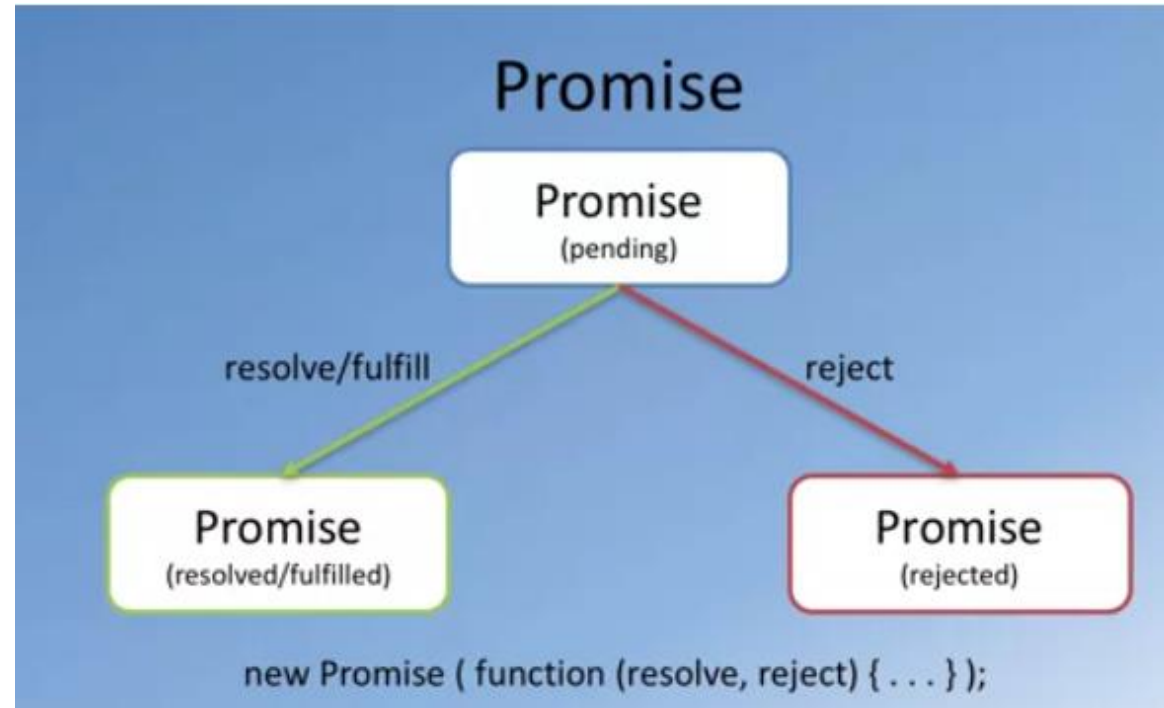 Promise
Promise
(pending)
resolve/fulfill
reject
Promise
(resolved/fulfilled)
Promise
(rejected)
new Promise ( function (resolve, reject) { . . . } );